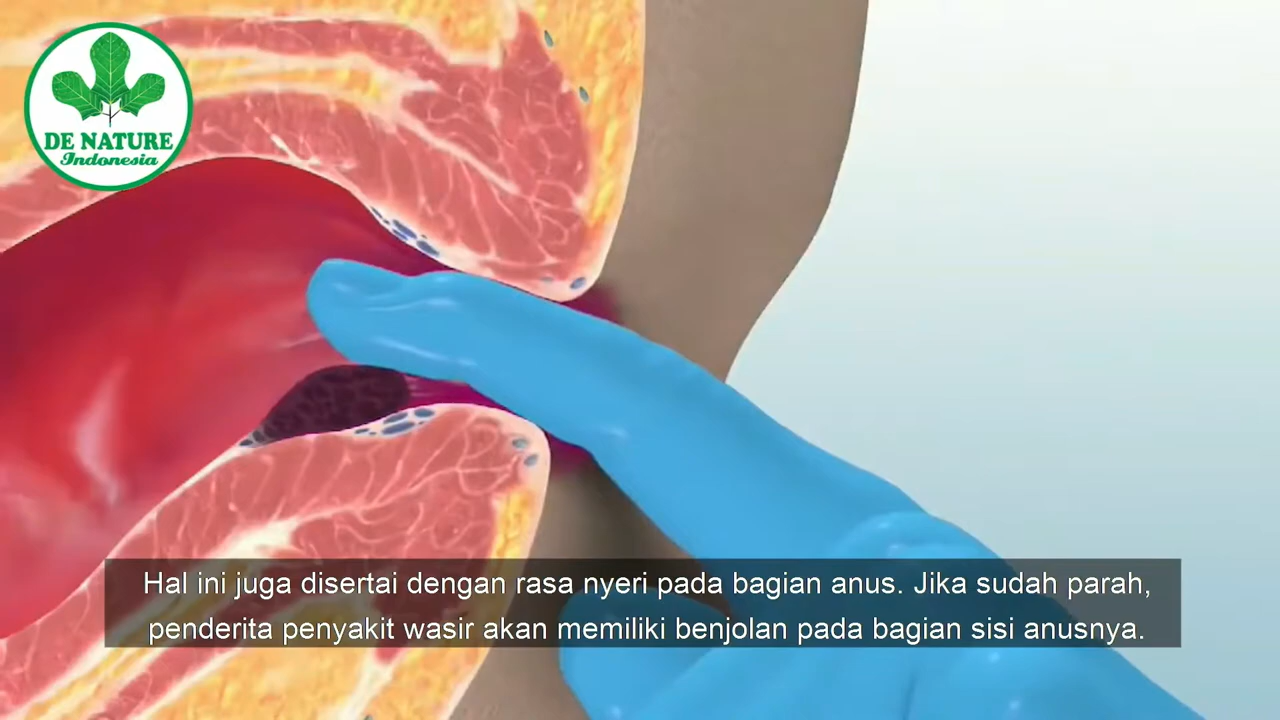 DE NATURE
Indonesia
Hal ini juga disertai dengan rasa nyeri pada bagian anus. Jika sudah parah,
penderita penyakit wasir akan memiliki benjolan pada bagian sisi anusnya.